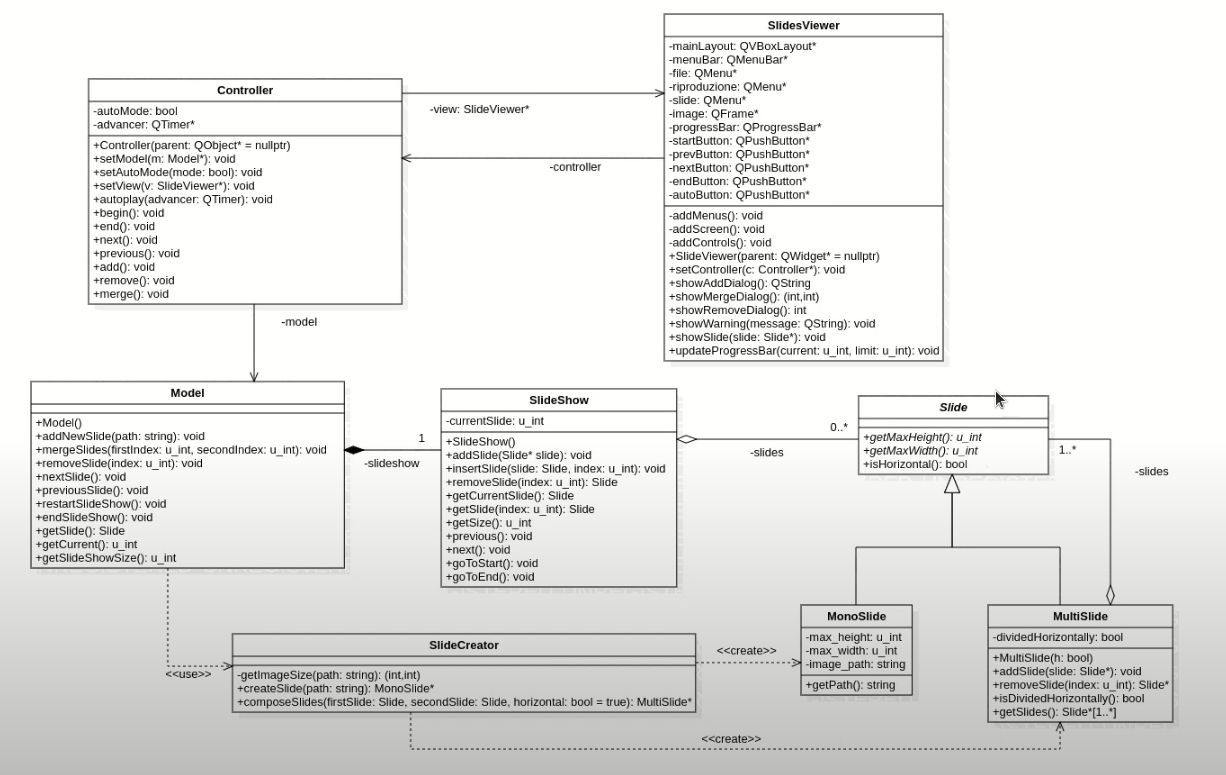 SlidesViewer
-mainLayout: QVBoxLayout*
-menuBar: QMenuBar*
-file: QMenu*
-riproduzione: QMenu*
-slide: QMenu*
-image: QFrame*
-progressBar: QProgressBar*
-startButton: QPushButton*
-prevButton: QPushButton*
-nextButton: QPushButton*
-endButton: QPushButton*
-autoButton: QPushButton*
-addMenus(): void
-addScreen(): void
-addControls(): void
+SlideViewer(parent: QWidget* = nullptr)
+setController(c: Controller*): void
+showAddDialog(): QString
+showMergeDialog: (int,int)
+showRemoveDialog: int
+showWarning(message: QString): void
+showSlide(slide: Slide*): void
+updateProgressBar(current: u_int, limit: u_int): void
Controller
-autoMode: bool
-advancer: QTimer*
+Controller(parent: QObject* = nullptr)
+setModel(m: Model*): void
+setAutoMode(mode: bool): void
+setView(v: SlideViewer*): void
+autoplay(advancer: QTimer): void
+begin(): void
+end(): void
+next(): void
+previous(): void
+add(): void
+remove(): void
+merge(): void
-view: SlideViewer*
-controller
-model
Model
+Model()
+addNewSlide(path: string): void
+mergeSlides(firstIndex: u_int, secondIndex: u_int): void
+removeSlide(index: u_int): void
+nextSlide(): void
+previousSlide(): void
+restartSlideShow(): void
+endSlideShow(): void
+getSlide(): Slide
+getCurrent(): u_int
+getSlideShowSize(): u_int
1
-slideshow
SlideShow
-currentSlide: u_int
+SlideShow()
+addSlide(Slide* slide): void
+insertSlide(slide: Slide, index: u_int): void
+removeSlide(index: u_int): Slide
+getCurrentSlide(): Slide
+getSlide(index: u_int): Slide
+getSize(): u_int
+previous(): void
+next(): void
+goToStart(): void
+goToEnd(): void
0..*
-slides
Slide
+getMaxHeight(): u_int
+getMaxWidth(): u_int
+isHorizontal(): bool
1..*
-slides
MonoSlide
-max_height: u_int
-max_width: u_int
-image_path: string
+getPath(): string
MultiSlide
-dividedHorizontally: bool
+MultiSlide(h: bool)
+addSlide(slide: Slide*): void
+removeSlide(index: u_int): Slide*
+isDividedHorizontally(): bool
+getSlides(): Slide*[1..*]
SlideCreator
-getImageSize(path: string): (int,int)
+createSlide(path: string): MonoSlide*
+composeSlides(firstSlide: Slide, secondSlide: Slide, horizontal: bool = true): MultiSlide*
<<use>>
<<create>>
<<create>>